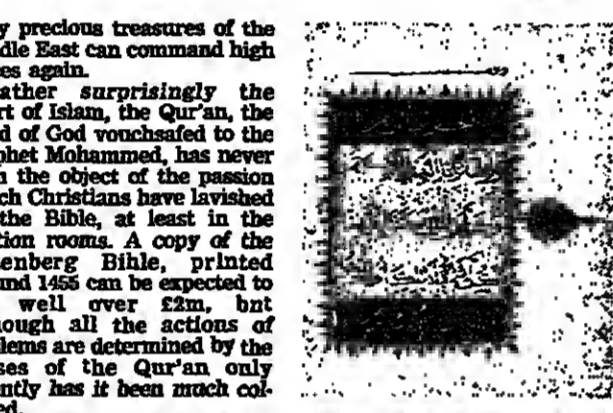 y precious treasures of the
dle East can command high
es again.
ather surprisingly the
rt of Islam, the Qur'an, the
d of God vouchsafed to the
phet Mohammed, has never
n the object of the passion
ch Christians have lavished
the Bible, at least in the
tion rooms. A copy of the
enberg Bible, printed
und 1455 can be expected to
well over £2m, bnt
ough all the actions of
lems are determined by the
ses of the Qur'an only
ntly has it been much col-
ed.